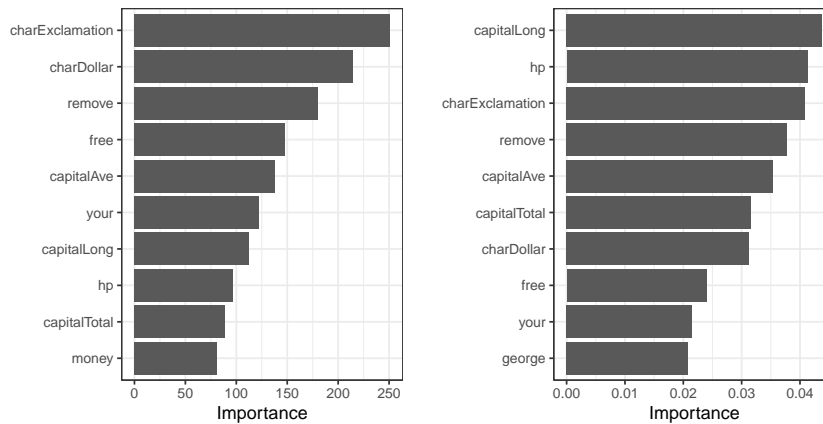 charExclamation
charDollar
remove
free
capitalAve
your
capitalLong
hp
capitalTotal
money
0 50 100 150 200 250
Importance
capitalLong
hp
charExclamation
remove
capitalAve
capitalTotal
charDollar
free
your
george
0.00 0.01 0.02 0.03 0.04
Importance